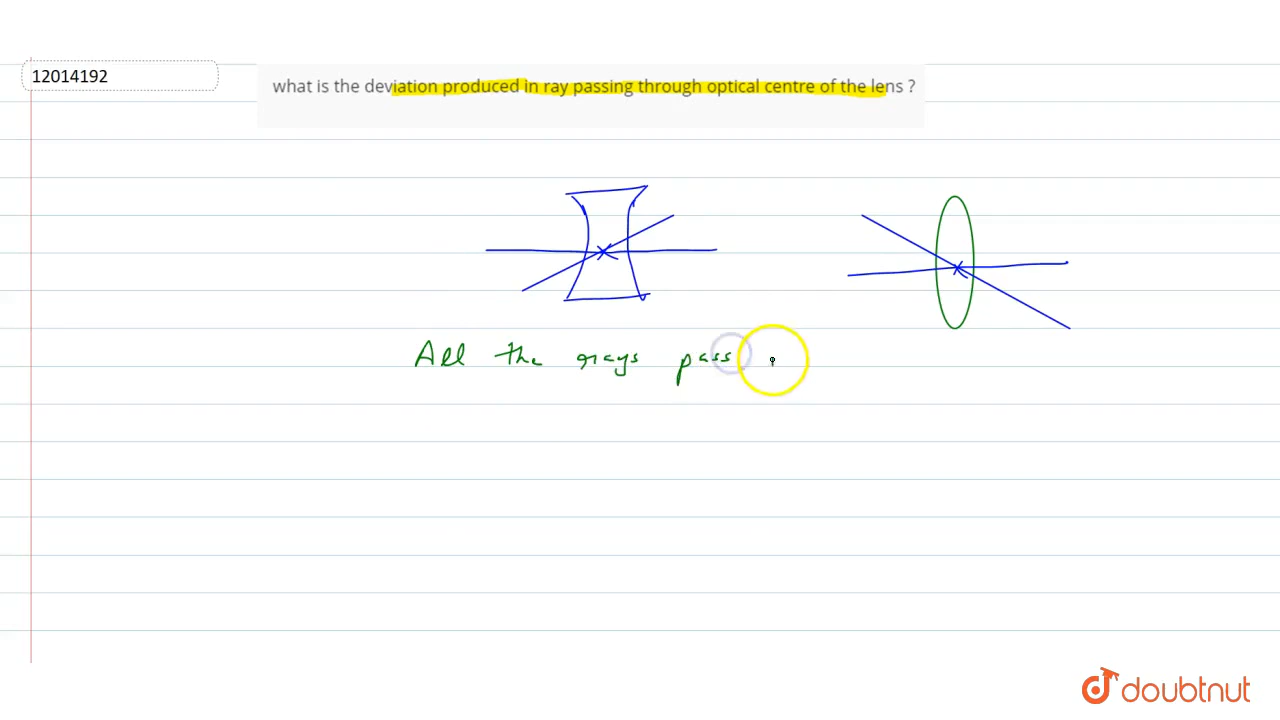 12014192
what is the deviation produced in ray passing through optical centre of the lens ?
All the rays pass
doubtnut